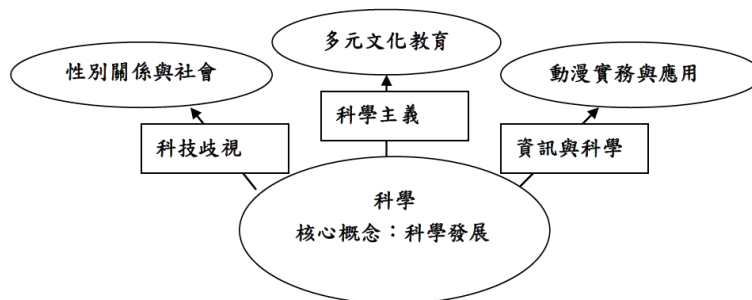 多元文化教育
性別關係與社會
動漫實務與應用
科學主義
科技歧視
資訊與科學
科學
核心概念：科學發展